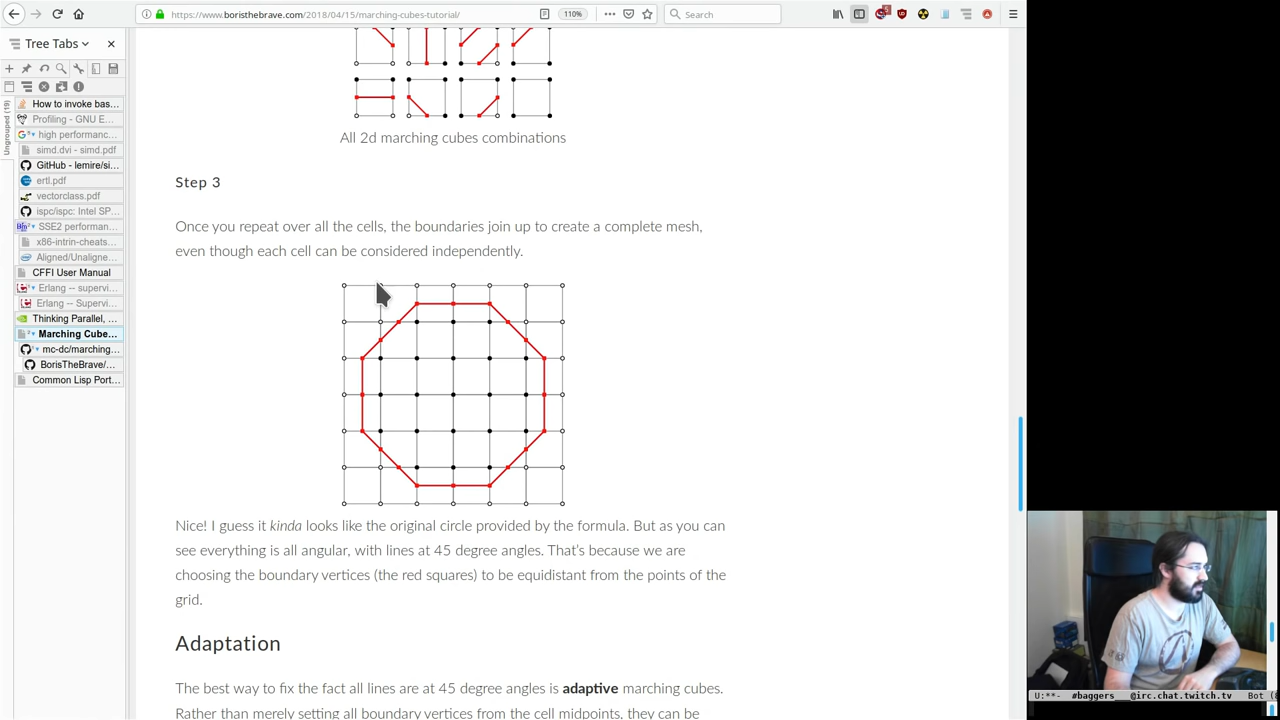 https://www.boristhebrave.com/2018/04/15/marching-cubes-tutorial/
110%
Search
Tree Tabs
Ungrouped (19)
How to invoke bas...
Profiling - GNU E...
high performanc...
simd.dvi - simd.pdf
GitHub - lemire/si...
ertl.pdf
vectorclass.pdf
ispc/ispc: Intel SP...
SSE2 performan...
x86-intrin-cheats...
Aligned/Unaligne...
CFFI User Manual
Erlang -- Supervi...
Erlang -- Supervi...
Thinking Parallel, ...
Marching Cube...
mc-dc/marching...
BorisTheBrave/...
Common Lisp Port...
All 2d marching cubes combinations
Step 3
Once you repeat over all the cells, the boundaries join up to create a complete mesh,
even though each cell can be considered independently.
Nice! I guess it kinda looks like the original circle provided by the formula. But as you can
see everything is all angular, with lines at 45 degree angles. That's because we are
choosing the boundary vertices (the red squares) to be equidistant from the points of the
grid.
Adaptation
The best way to fix the fact all lines are at 45 degree angles is adaptive marching cubes.
Rather than merely setting all boundary vertices from the cell midpoints, they can be
U:**- #baggers @irc.chat.twitch.tv Bot